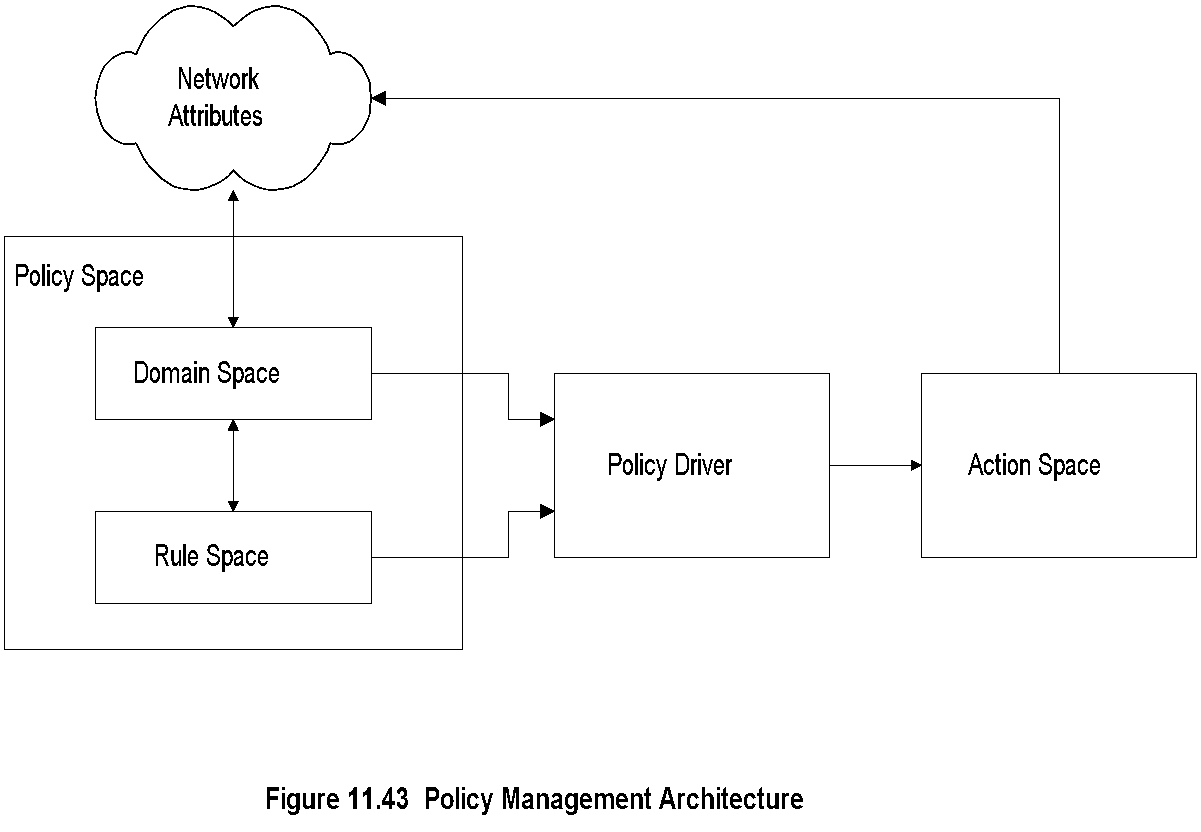 Network
Attributes
Policy Space
Domain Space
Rule Space
Policy Driver
Action Space
Figure 11.43 Policy Management Architecture